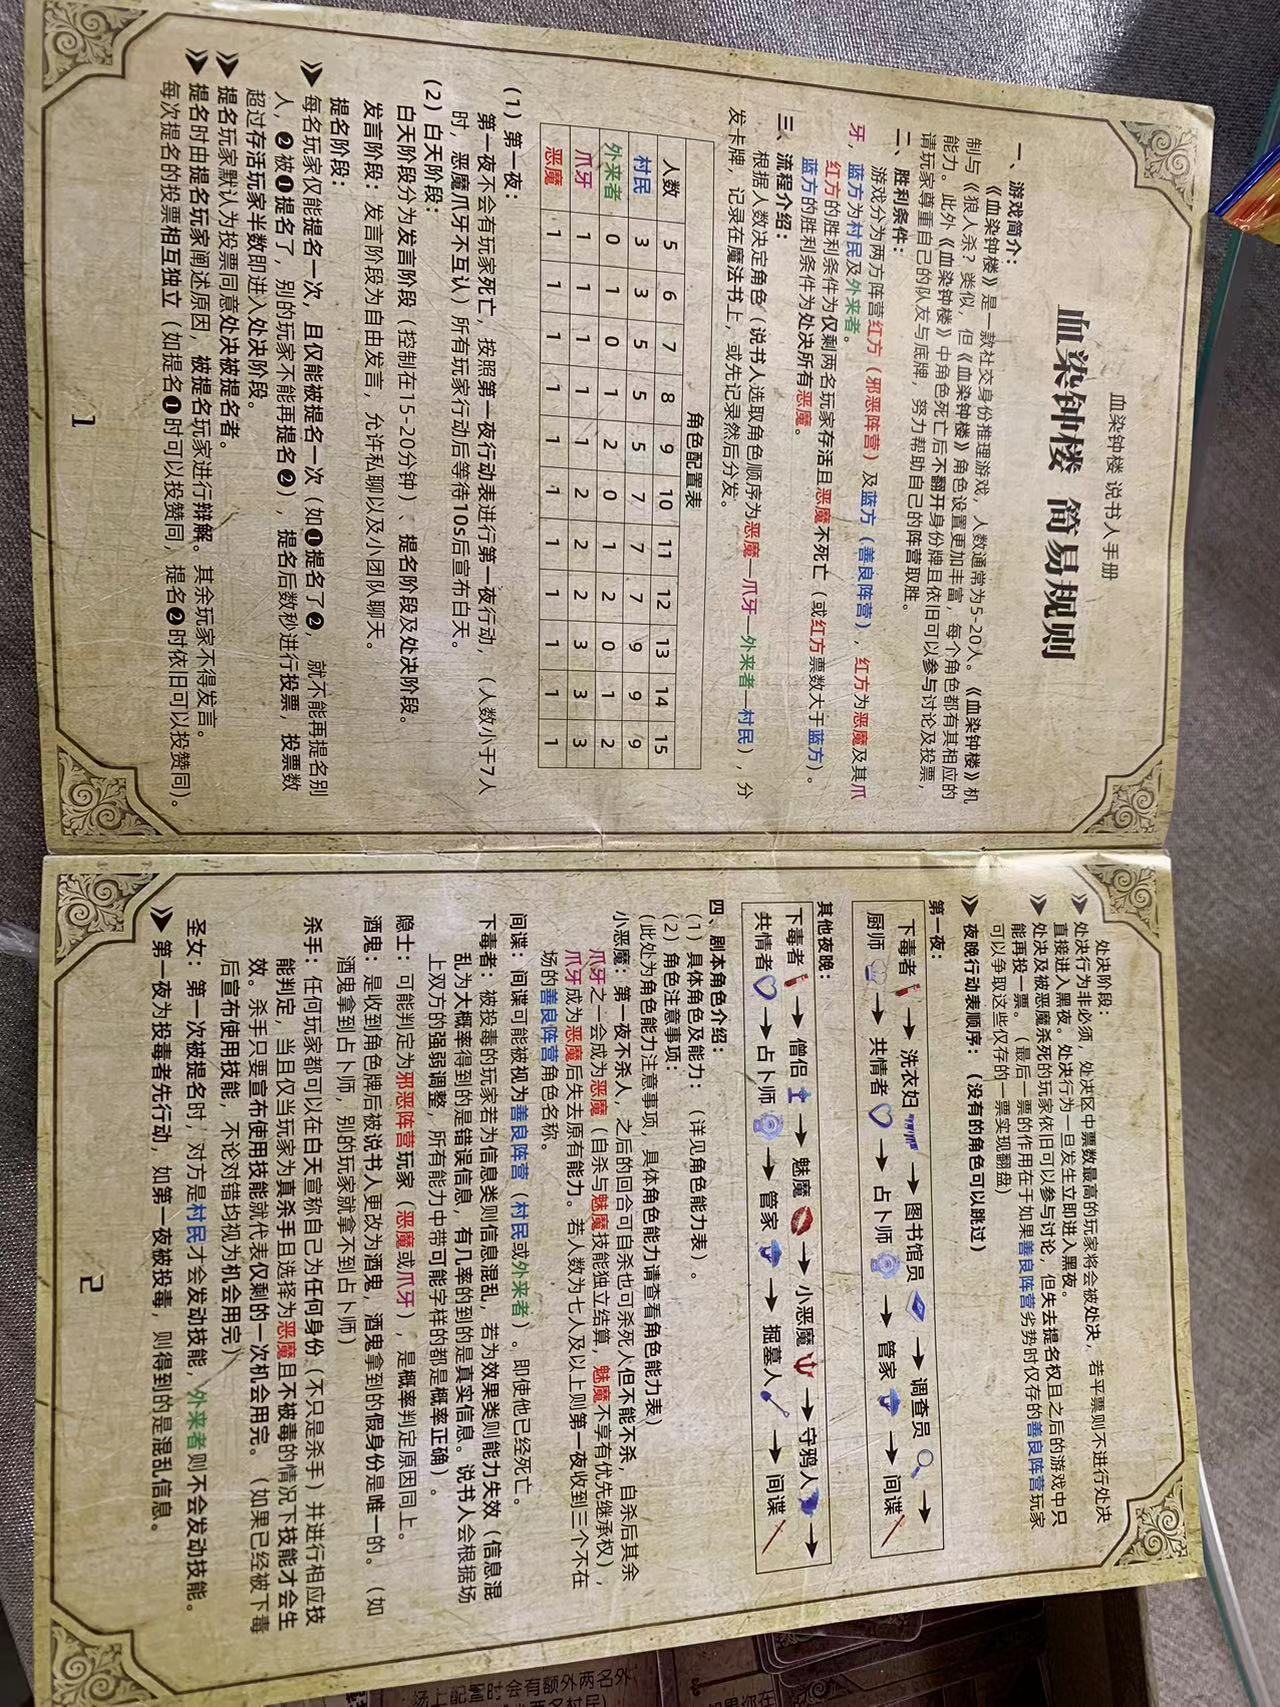 血染钟楼 说书人手册
血染钟楼 简易规则
一、游戏简介：
《血染钟楼》是一款社交身份推理游戏，人数通常为5-20人。《血染钟楼》机
制与《狼人杀？类似，但《血染钟楼》角色设置更加丰富，每个角色都有其相应的
能力。此外《血染钟楼》中角色死亡后不翻开身份牌且依旧可以参与讨论及投票，
请玩家尊重自己的队友与底牌，努力帮助自己的阵营取胜。
二、胜利条件：
游戏分为两方阵营红方（邪恶阵营）及蓝方（善良阵营），红方为恶魔及其爪
牙，蓝方为村民及外来者。
红方的胜利条件为仅剩两名玩家存活且恶魔不死亡（或红方票数大于蓝方）。
蓝方的胜利条件为处决所有恶魔。
三、流程介绍：
根据人数决定角色（说书人选取角色顺序为恶魔—爪牙—外来者—村民），分
发卡牌，记录在魔法书上，或先记录然后分发。
角色配置表
人数 5 6 7 8 9 10 11 12 13 14 15
村民 3 3 5 5 5 7 7 7 9 9 9
外来者 0 1 0 1 2 0 1 2 0 1 2
爪牙 1 1 1 1 1 2 2 2 3 3 3
恶魔 1 1 1 1 1 1 1 1 1 1 1
（1）第一夜：
第一夜不会有玩家死亡，按照第一夜行动表进行第一夜行动，（人数小于7人
时，恶魔爪牙不互认）所有玩家行动后等待10s后宣布白天。
（2）白天阶段：
白天阶段分为发言阶段（控制在15-20分钟）、提名阶段及处决阶段。
发言阶段：发言阶段为自由发言，允许私聊以及小团队聊天。
提名阶段：
每名玩家仅能提名一次，且仅能被提名一次（如❶提名了❷，就不能再提名别
人，❷被❶提名了，别的玩家不能再提名❷），提名后数秒进行投票，投票数
超过存活玩家半数即进入处决阶段。
提名玩家默认为投票同意处决被提名者。
提名时由提名玩家阐述原因，被提名玩家进行辩解。其余玩家不得发言。
每次提名的投票相互独立（如提名❶时可以投赞同，提名❷时依旧可以投赞同）。
1
处决阶段：
处决行为非必须，处决区中票数最高的玩家将会被处决，若平票则不进行处决
直接进入黑夜。处决行为一旦发生立即进入黑夜。
处决及被恶魔杀死的玩家依旧可以参与讨论，但失去提名权且之后的游戏中只
能再投一票。（最后一票的作用在于如果善良阵营劣势时仅存的善良阵营玩家
可以争取这些仅存的一票实现翻盘）
夜晚行动表顺序：（没有的角色可以跳过）
第一夜：
下毒者 → 洗衣妇 → 图书馆员 → 调查员 →
厨师 → 共情者 → 占卜师 → 管家 → 间谍
其他夜晚：
下毒者 → 僧侣 → 魅魔 → 小恶魔 → 守鸦人 →
共情者 → 占卜师 → 管家 → 掘墓人 → 间谍
四、剧本角色介绍：
（1）具体角色及能力：（详见角色能力表）。
（2）角色注意事项：
（此处为角色能力注意事项，具体角色能力请查看角色能力表）
小恶魔：第一夜不杀人，之后的回合可自杀也可杀死人但不能不杀，自杀后其余
爪牙之一会成为恶魔（自杀与魅魔技能独立结算，魅魔不享有优先继承权），
爪牙成为恶魔后失去原有能力。若人数为七人及以上则第一夜收到三个不在
场的善良阵营角色名称。
间谍：间谍可能被视为善良阵营（村民或外来者）。即使他已经死亡。
下毒者：被投毒的玩家若为信息类则信息混乱，若为效果类则能力失效（信息混
乱为大概率得到的是错误信息，有几率的到的是真实信息。说书人会根据场
上双方的强弱调整，所有能力中带可能字样的都是概率正确）。
隐士：可能判定为邪恶阵营玩家（恶魔或爪牙），是概率判定原因同上。
酒鬼：是收到角色牌后被说书人更改为酒鬼，酒鬼拿到的假身份是唯一的。（如
酒鬼拿到占卜师，别的玩家就拿不到占卜师）
杀手：任何玩家都可以在白天宣称自己为任何身份（不只是杀手）并进行相应技
能判定，当且仅当玩家为真杀手且选择为恶魔且不被毒的情况下技能才会生
效。杀手只要宣布使用技能就代表仅剩的一次机会用完。（如果已经被下毒
后宣布使用技能，不论对错均视为机会用完）
圣女：第一次被提名时，对方是村民才会发动技能，外来者则不会发动技能。
第一夜为投毒者先行动，如第一夜被投毒，则得到的是混乱信息。
2